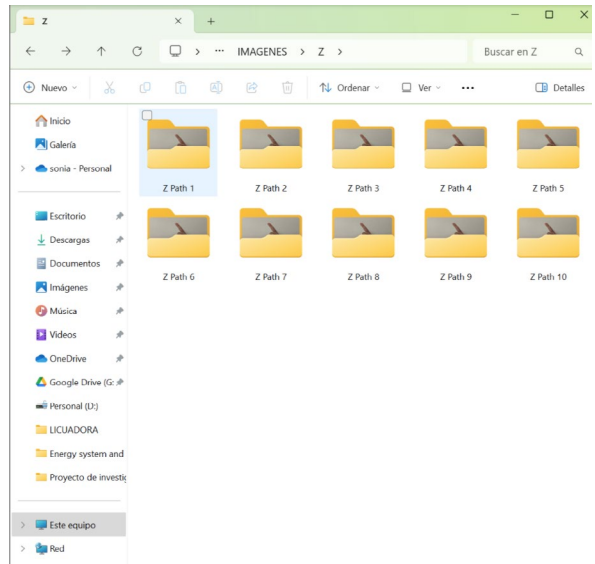 Z
IMAGENES > Z >
Buscar en Z
Nuevo
Ordenar
Ver
Detalles
Inicio
Galería
sonia - Personal
Escritorio
Descargas
Documentos
Imágenes
Música
Videos
OneDrive
Google Drive (G:
Personal (D:)
LICUADORA
Energy system and
Proyecto de investig
Este equipo
Red
Z Path 1
Z Path 2
Z Path 3
Z Path 4
Z Path 5
Z Path 6
Z Path 7
Z Path 8
Z Path 9
Z Path 10